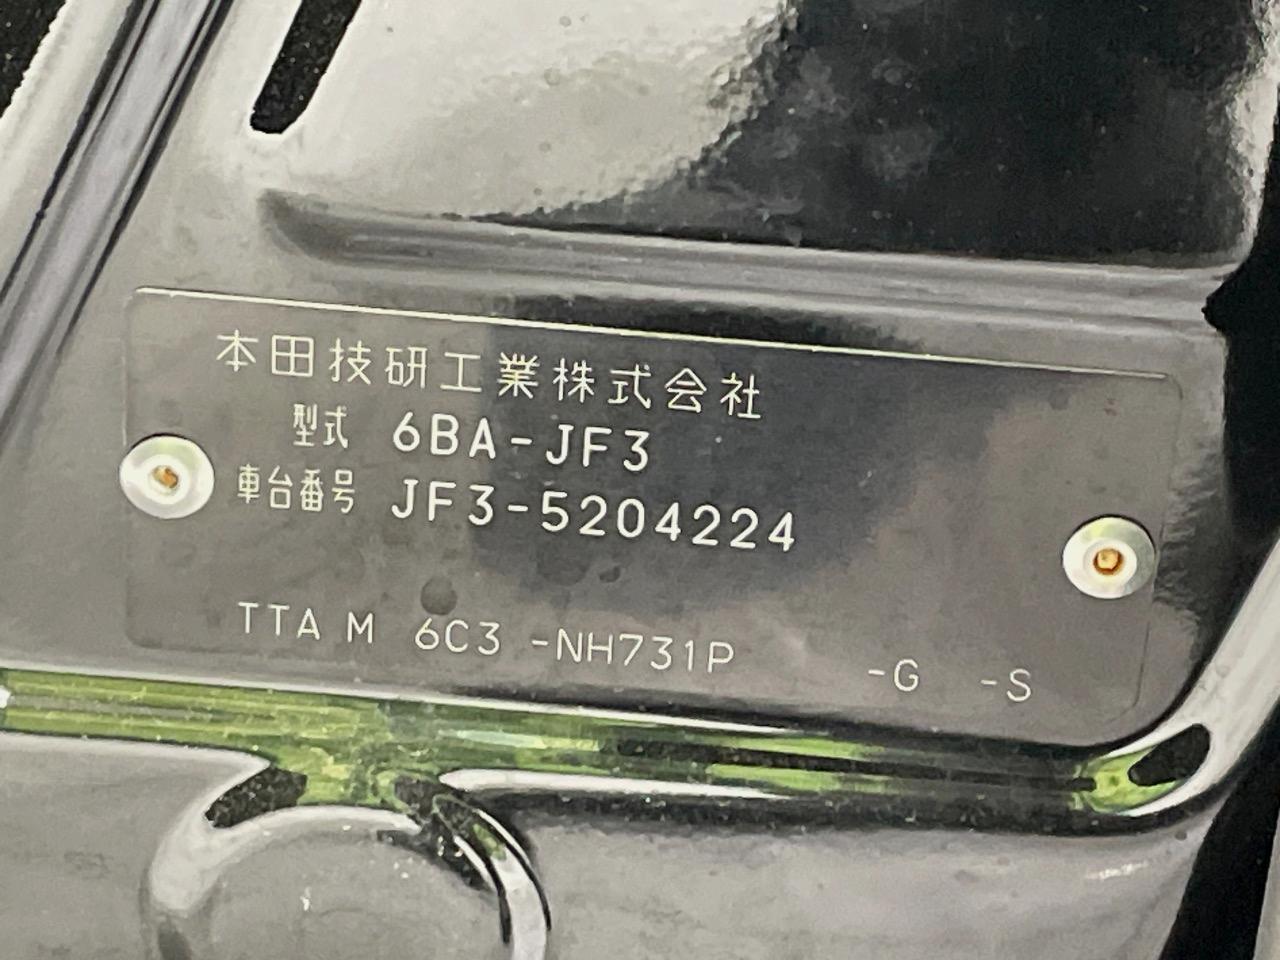 本田技研工業株式会社
型式 6BA-JF3
車台番号 JF3-5204224
TTA M 6C3 -NH731P -G -S